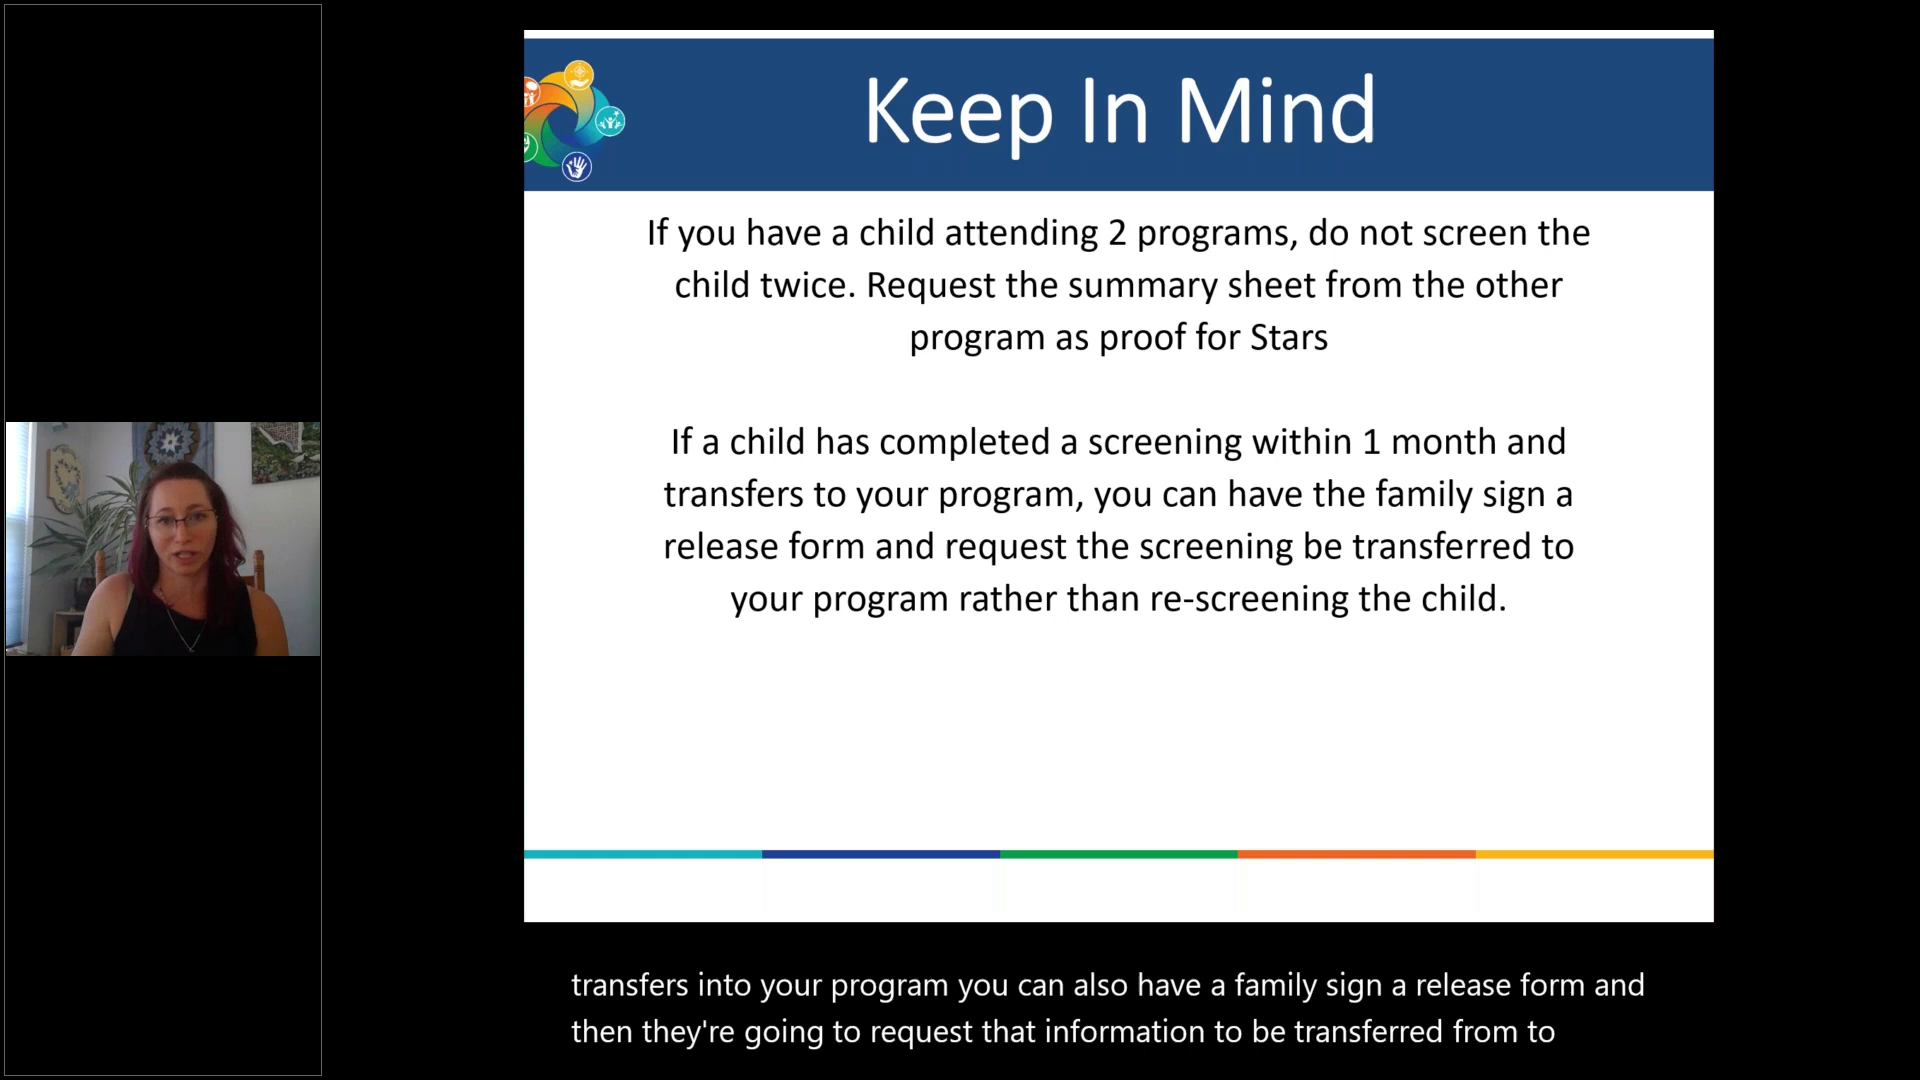 Keep In Mind
If you have a child attending 2 programs, do not screen the
child twice. Request the summary sheet from the other
program as proof for Stars
If a child has completed a screening within 1 month and
transfers to your program, you can have the family sign a
release form and request the screening be transferred to
your program rather than re-screening the child.
transfers into your program you can also have a family sign a release form and
then they're going to request that information to be transferred from to